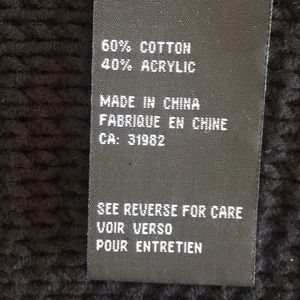 60% COTTON
40% ACRYLIC
MADE IN CHINA
FABRIQUE EN CHINE
CA: 31982
SEE REVERSE FOR CARE
VOIR VERSO
POUR ENTRETIEN